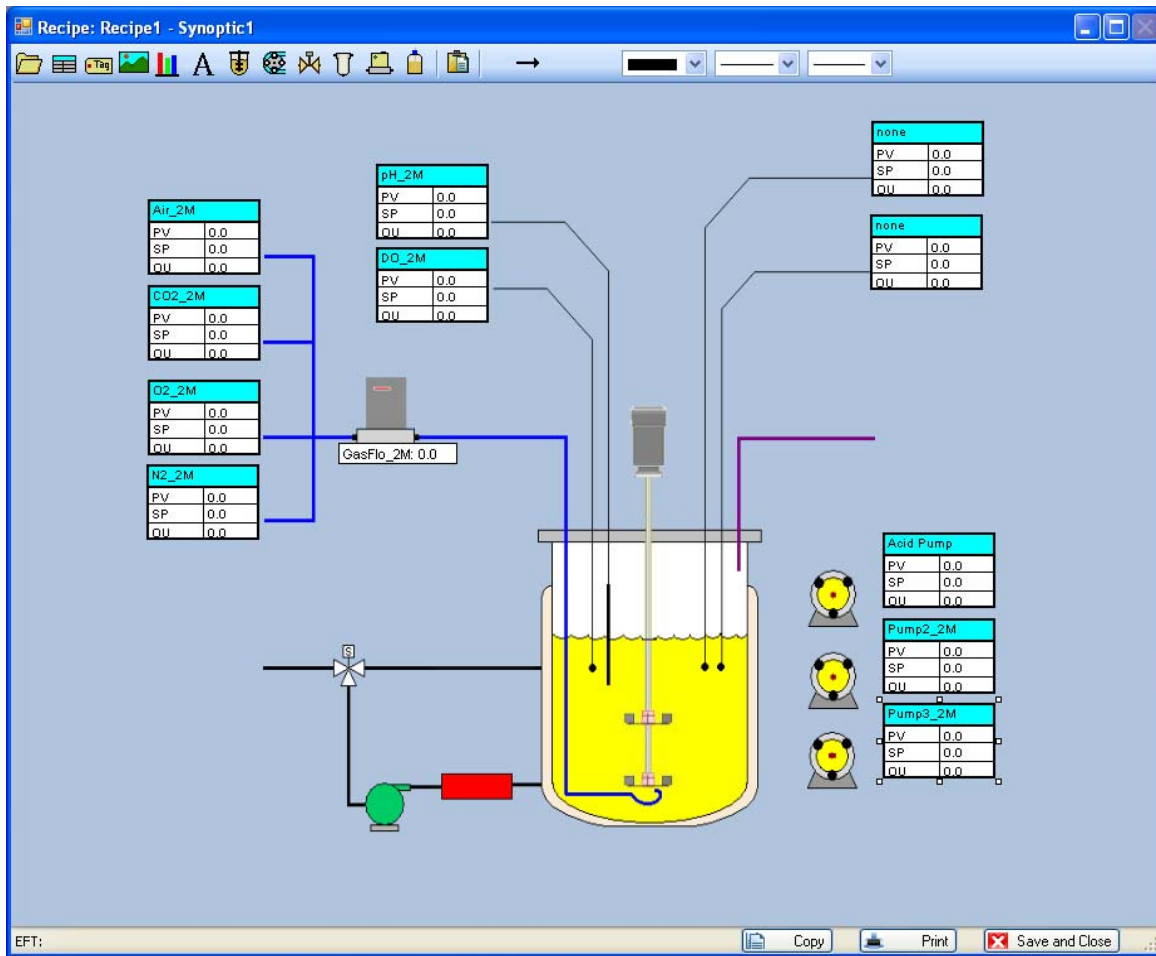 Recipe: Recipe1 - Synoptic1
Tag
A
none
PV 0.0
SP 0.0
OU 0.0
pH_2M
PV 0.0
SP 0.0
OU 0.0
Air_2M
PV 0.0
SP 0.0
OU 0.0
none
PV 0.0
SP 0.0
OU 0.0
DO_2M
PV 0.0
SP 0.0
OU 0.0
CO2_2M
PV 0.0
SP 0.0
OU 0.0
O2_2M
PV 0.0
SP 0.0
OU 0.0
GasFlo_2M: 0.0
N2_2M
PV 0.0
SP 0.0
OU 0.0
Acid Pump
PV 0.0
SP 0.0
OU 0.0
Pump2_2M
PV 0.0
SP 0.0
OU 0.0
S
Pump3_2M
PV 0.0
SP 0.0
OU 0.0
EFT:
Copy
Print
Save and Close